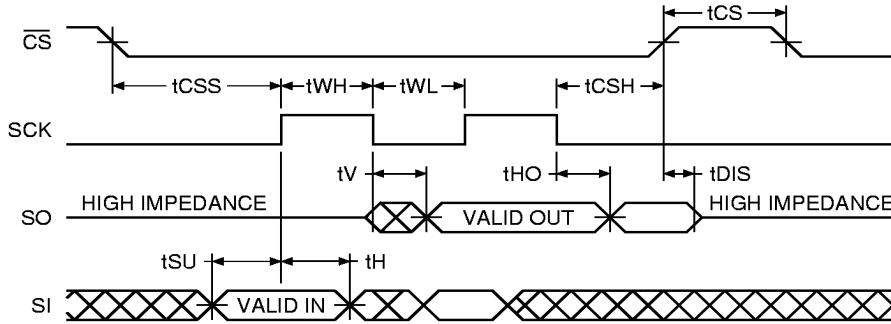 tCS
C̅S̅
tCSS tWH tWL tCSH
SCK
tV tHO tDIS
HIGH IMPEDANCE HIGH IMPEDANCE
SO VALID OUT
tSU tH
SI VALID IN